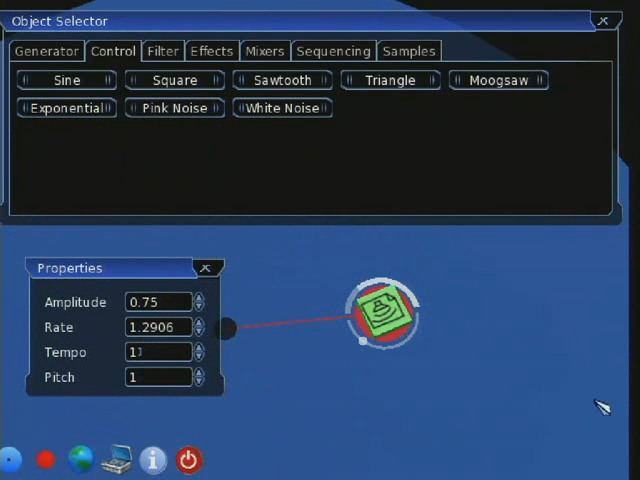 Object Selector
Generator Control Filter Effects Mixers Sequencing Samples
Sine Square Sawtooth Triangle Moogsaw
Exponential Pink Noise White Noise
Properties
Amplitude 0.75
Rate 1.2906
Tempo 1
Pitch 1